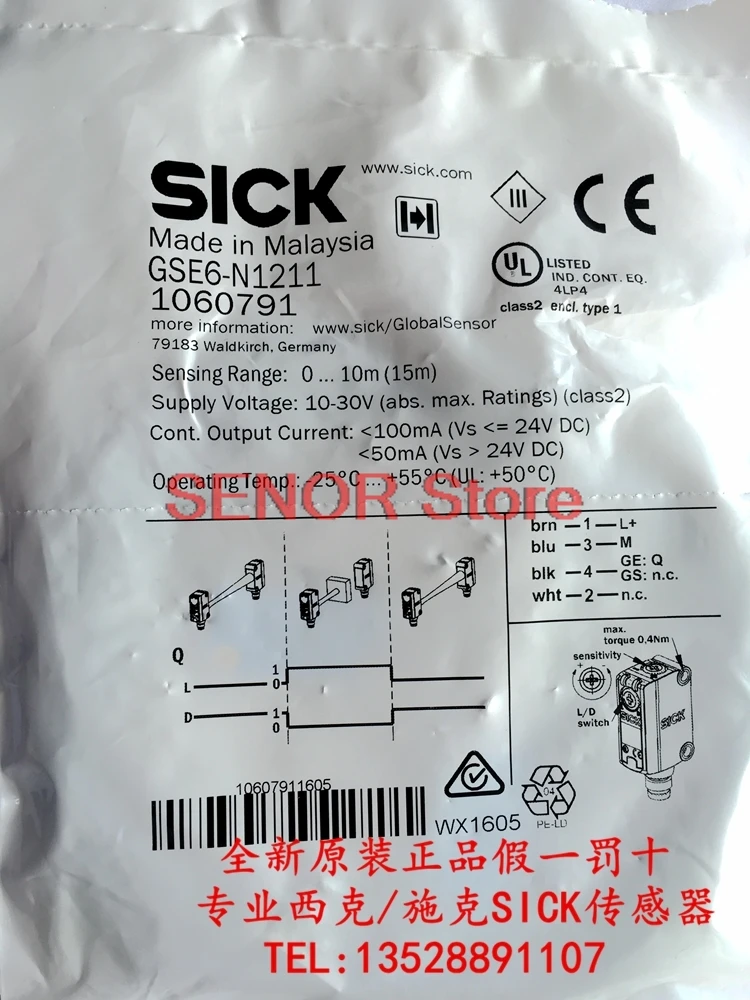 SICK www.sick.com
III
CE
Made in Malaysia
GSE6-N1211
1060791
UL LISTED
IND. CONT. EQ.
4LP4
class2 encl. type 1
more information: www.sick/GlobalSensor
79183 Waldkirch, Germany
Sensing Range: 0 ... 10m (15m)
Supply Voltage: 10-30V (abs. max. Ratings) (class2)
Cont. Output Current: <100mA (Vs <= 24V DC)
<50mA (Vs > 24V DC)
Operating Temp.: -25°C ... +55°C (UL: +50°C)
SENOR Store
brn 1 L+
blu 3 M
blk 4 GE: Q
GS: n.c.
wht 2 n.c.
Q
L 1
0
D 1
0
max.
torque 0,4Nm
sensitivity
- +
L/D
switch
SICK
SICK
10607911605
WX1605
04
PE-LD
全新原装正品假一罚十
专业西克/施克SICK传感器
TEL:13528891107